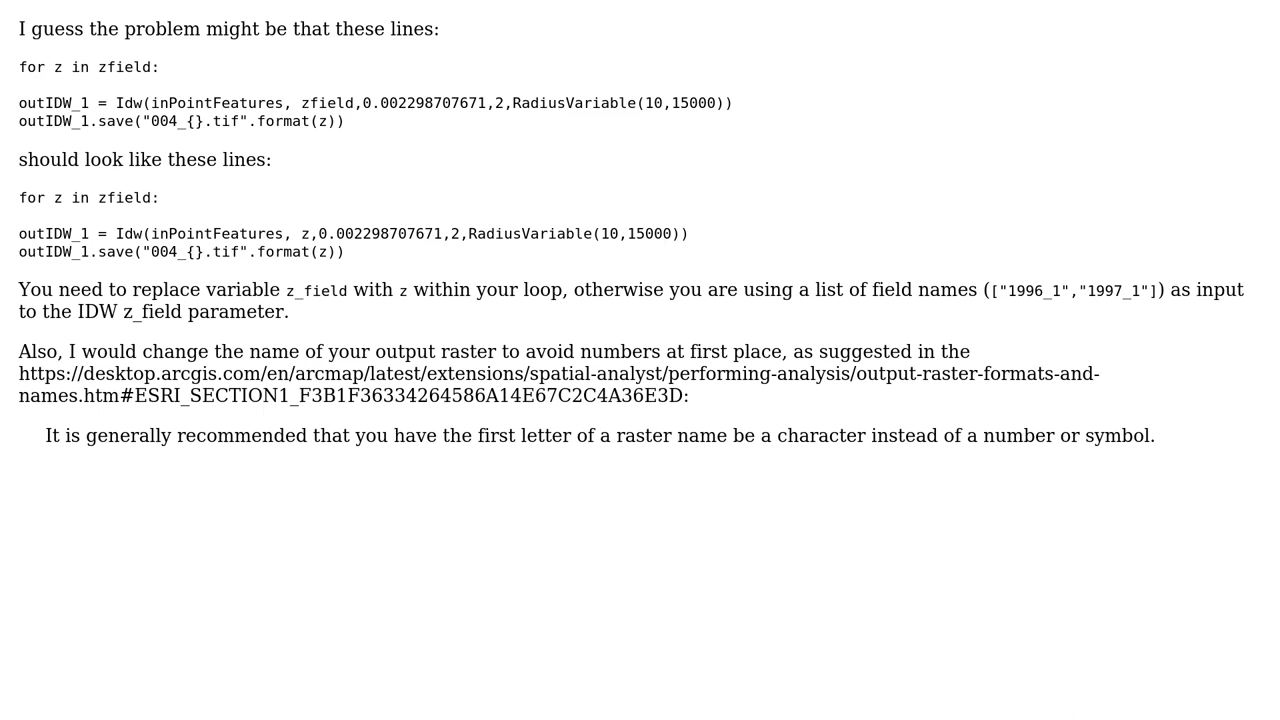 I guess the problem might be that these lines:
for z in zfield:
outIDW_1 = Idw(inPointFeatures, zfield,0.002298707671,2,RadiusVariable(10,15000))
outIDW_1.save("004_{}.tif".format(z))
should look like these lines:
for z in zfield:
outIDW_1 = Idw(inPointFeatures, z,0.002298707671,2,RadiusVariable(10,15000))
outIDW_1.save("004_{}.tif".format(z))
You need to replace variable z_field with z within your loop, otherwise you are using a list of field names (["1996_1","1997_1"]) as input
to the IDW z_field parameter.
Also, I would change the name of your output raster to avoid numbers at first place, as suggested in the
https://desktop.arcgis.com/en/arcmap/latest/extensions/spatial-analyst/performing-analysis/output-raster-formats-and-
names.htm#ESRI_SECTION1_F3B1F36334264586A14E67C2C4A36E3D:
It is generally recommended that you have the first letter of a raster name be a character instead of a number or symbol.